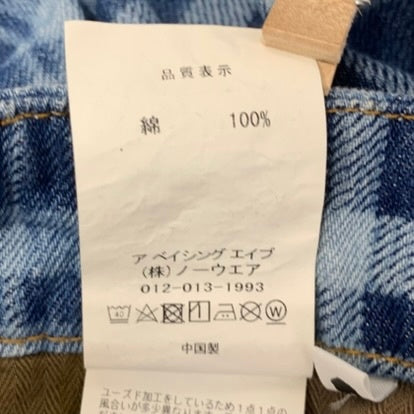 品質表示
綿 100%
ア ベイシング エイプ
(株) ノーウエア
012-013-1993
40 W
中国製
ユーズド加工をしているため1点1点の
風合いが多少異なります